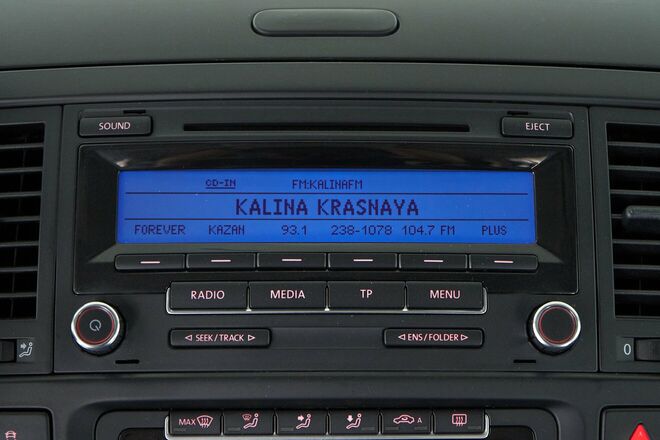 SOUND EJECT
CD-IN FM:KALINAFM
KALINA KRASNAYA
FOREVER KAZAN 93.1 238-1078 104.7 FM PLUS
RADIO MEDIA TP MENU
◁ SEEK/TRACK ▷ ◁ ENS/FOLDER ▷
0
MAX A